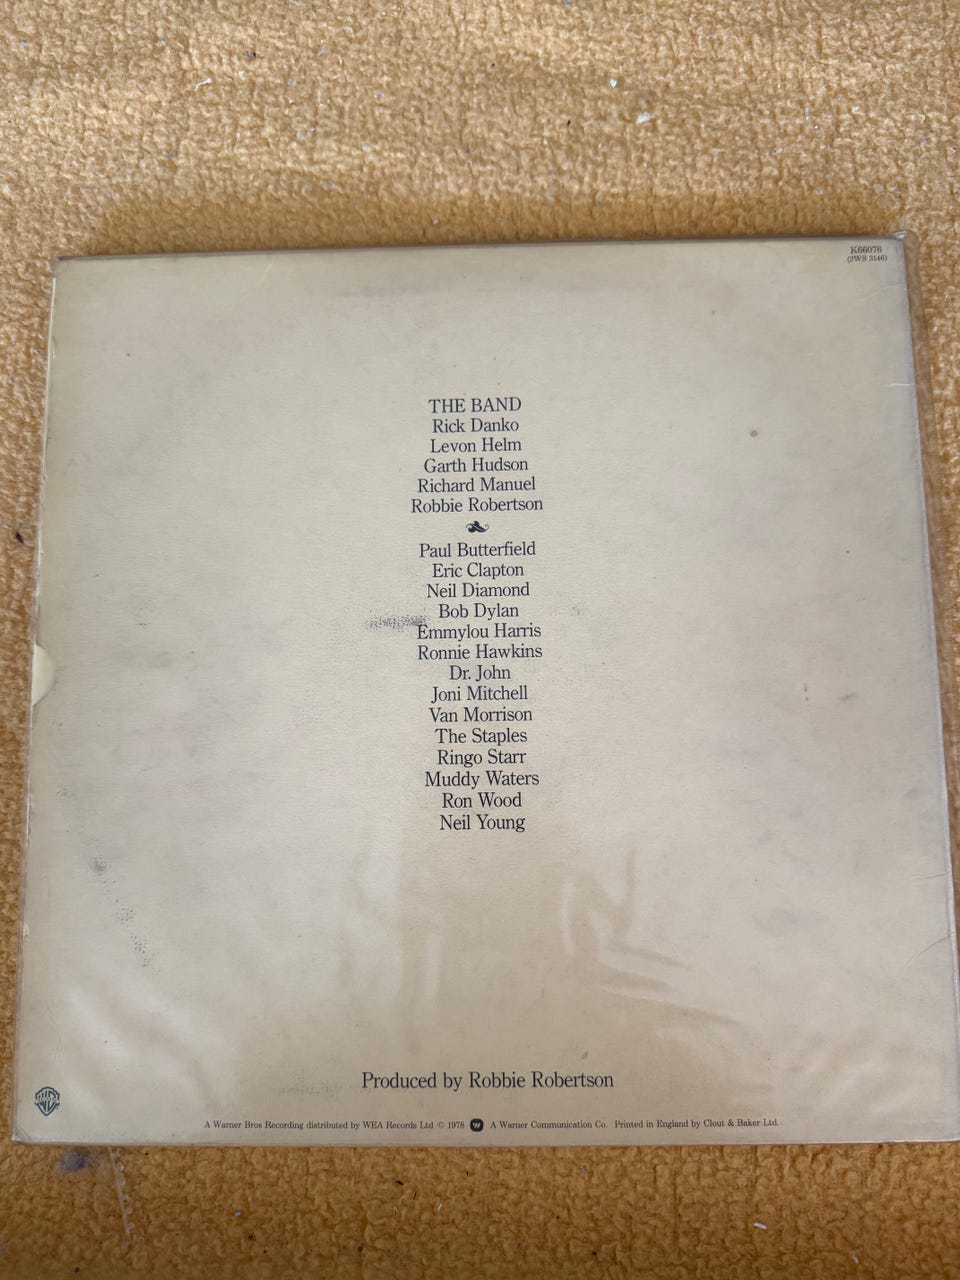 K66076
(2WS 3146)
THE BAND
Rick Danko
Levon Helm
Garth Hudson
Richard Manuel
Robbie Robertson
Paul Butterfield
Eric Clapton
Neil Diamond
Bob Dylan
Emmylou Harris
Ronnie Hawkins
Dr. John
Joni Mitchell
Van Morrison
The Staples
Ringo Starr
Muddy Waters
Ron Wood
Neil Young
Produced by Robbie Robertson
A Warner Bros Recording distributed by WEA Records Ltd © 1978 A Warner Communication Co. Printed in England by Clout & Baker Ltd.